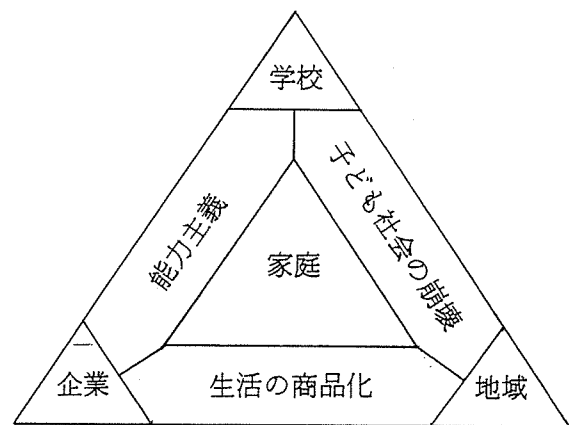 学校
子ども社会の崩壊
能力主義
家庭
企業
生活の商品化
地域